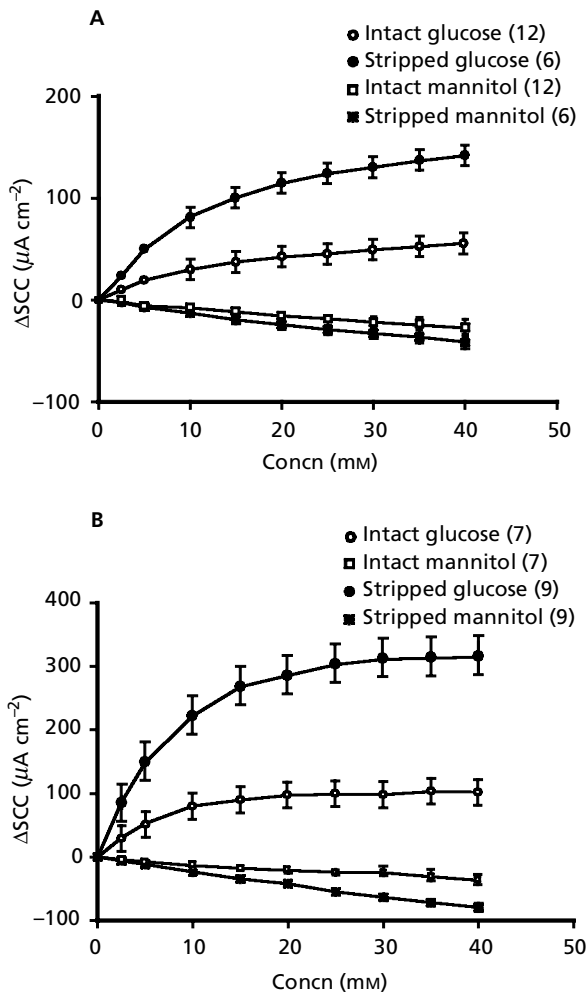 A
Intact glucose (12)
Stripped glucose (6)
Intact mannitol (12)
Stripped mannitol (6)
200
100
0
−100
ΔSCC (μA cm⁻²)
0 10 20 30 40 50
Concn (mM)
B
Intact glucose (7)
Intact mannitol (7)
Stripped glucose (9)
Stripped mannitol (9)
400
300
200
100
0
−100
ΔSCC (μA cm⁻²)
0 10 20 30 40 50
Concn (mM)